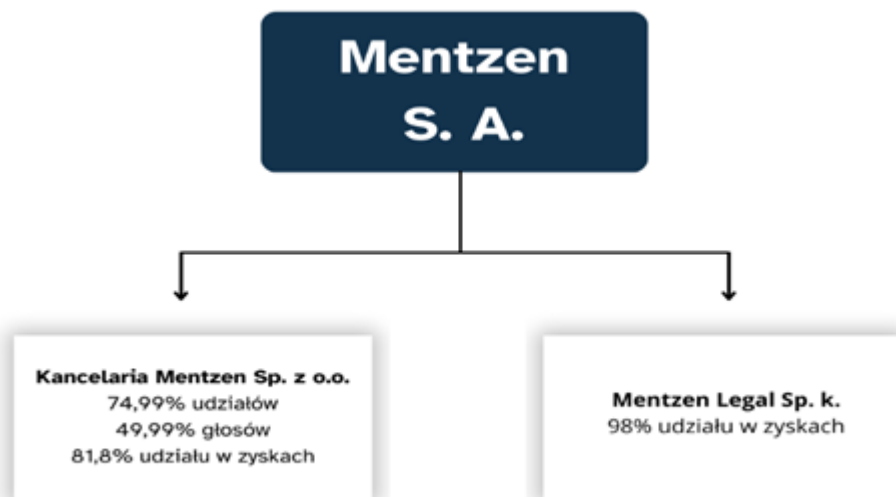 Mentzen
S. A.
Kancelaria Mentzen Sp. z o.o.
74,99% udziałów
49,99% głosów
81,8% udziału w zyskach
Mentzen Legal Sp. k.
98% udziału w zyskach